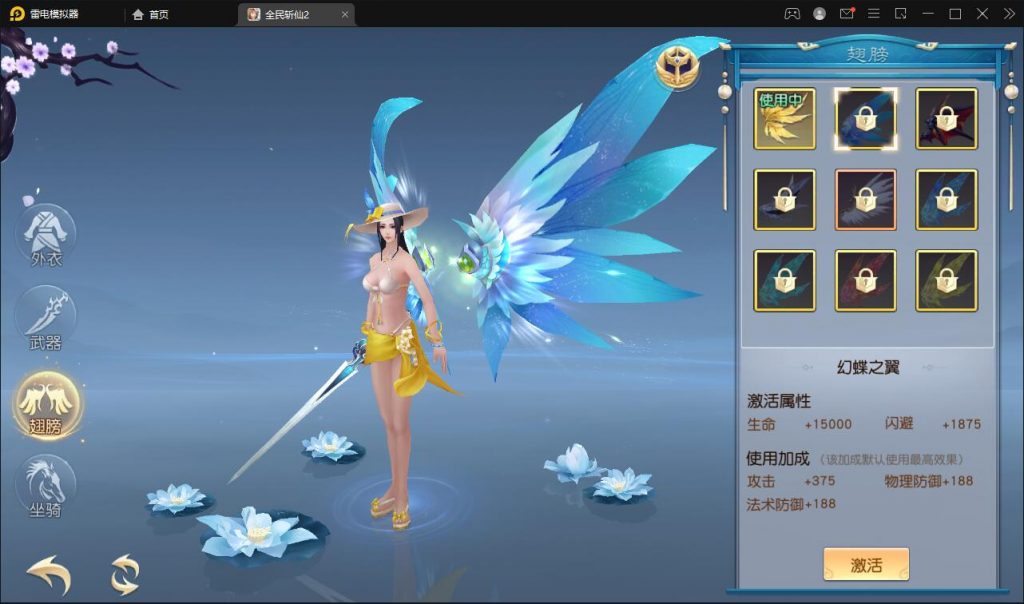 雷电模拟器
首页
全民斩仙2
翅膀
使用中
外衣
武器
翅膀
坐骑
幻蝶之翼
激活属性
生命 +15000 闪避 +1875
使用加成 （该加成默认使用最高效果）
攻击 +375 物理防御+188
法术防御+188
激活